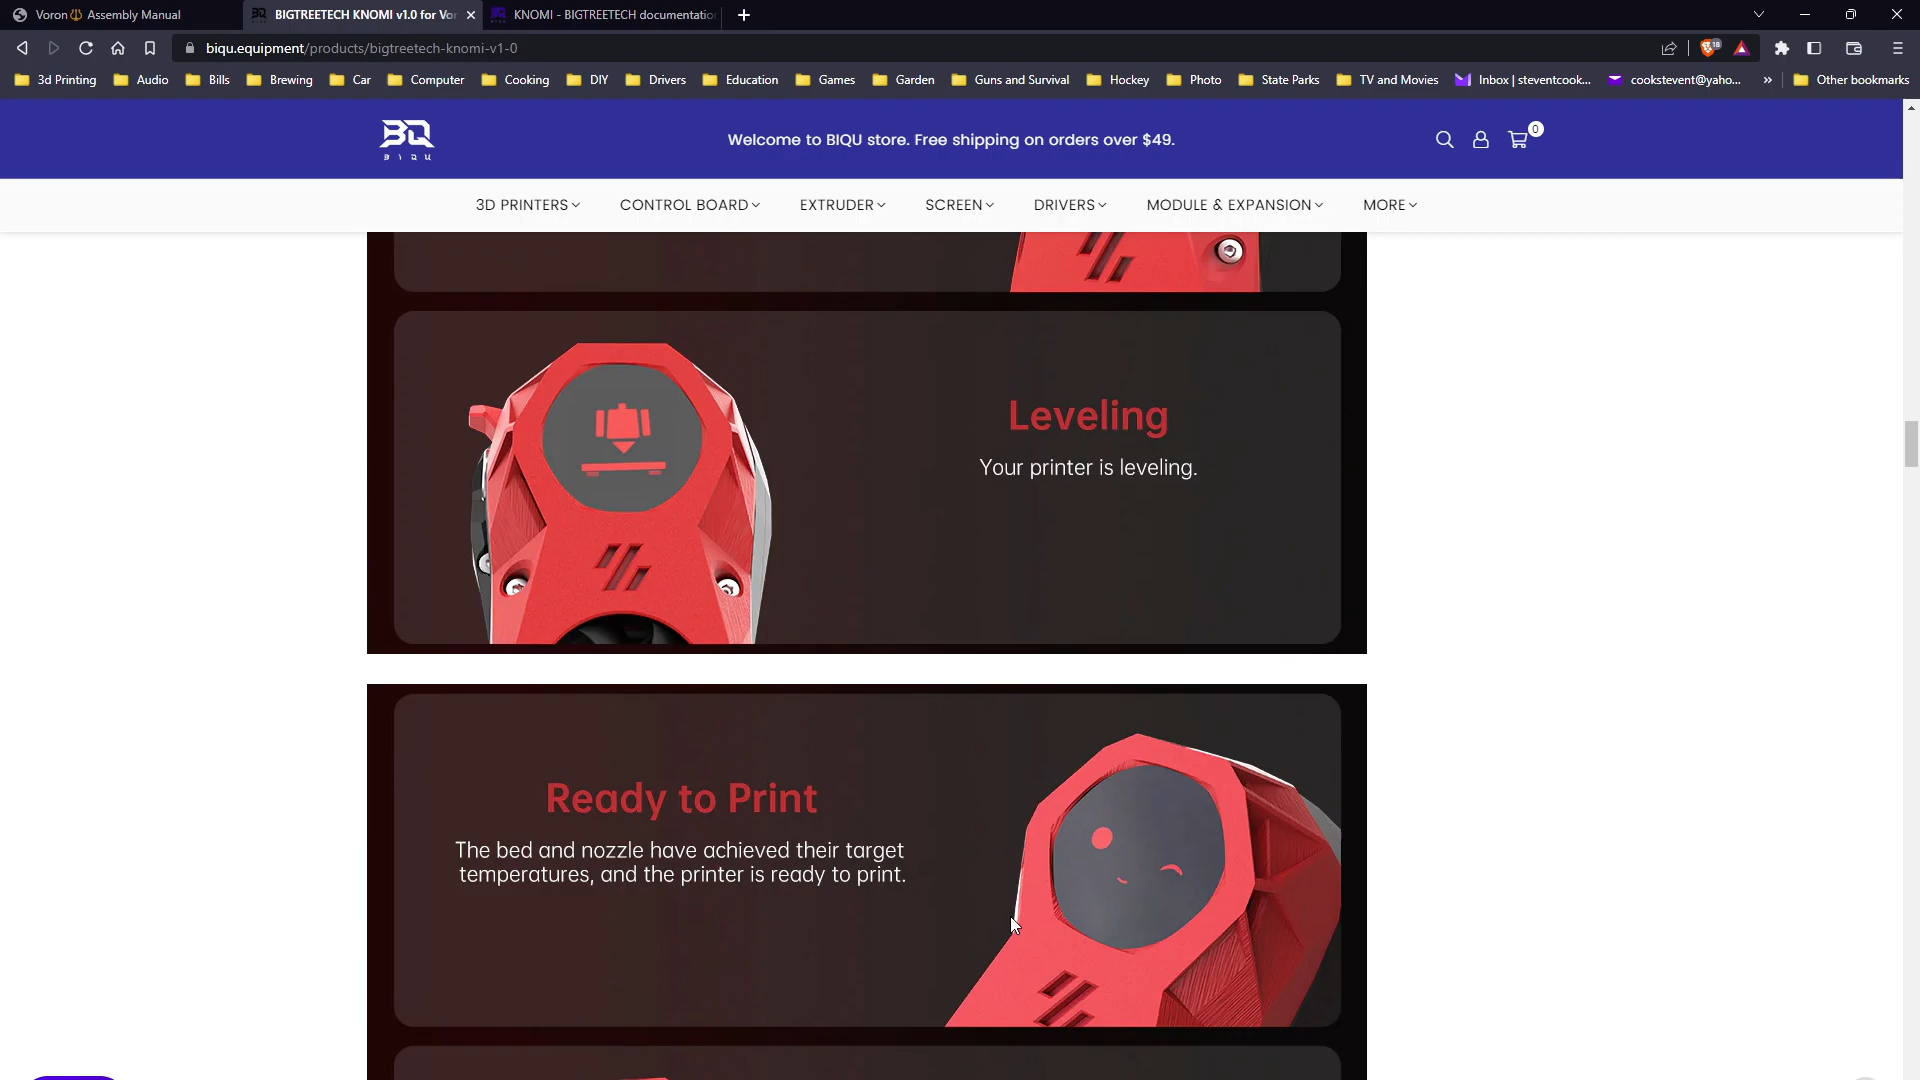 Voron Assembly Manual
BIGTREETECH KNOMI v1.0 for Vor
KNOMI - BIGTREETECH documentation
biqu.equipment/products/bigtreetech-knomi-v1-0
18
3d Printing
Audio
Bills
Brewing
Car
Computer
Cooking
DIY
Drivers
Education
Games
Garden
Guns and Survival
Hockey
Photo
State Parks
TV and Movies
Inbox | steventcook...
cookstevent@yaho...
»
Other bookmarks
BIQU
Welcome to BIQU store. Free shipping on orders over $49.
0
3D PRINTERS
CONTROL BOARD
EXTRUDER
SCREEN
DRIVERS
MODULE & EXPANSION
MORE
Leveling
Your printer is leveling.
Ready to Print
The bed and nozzle have achieved their target
temperatures, and the printer is ready to print.